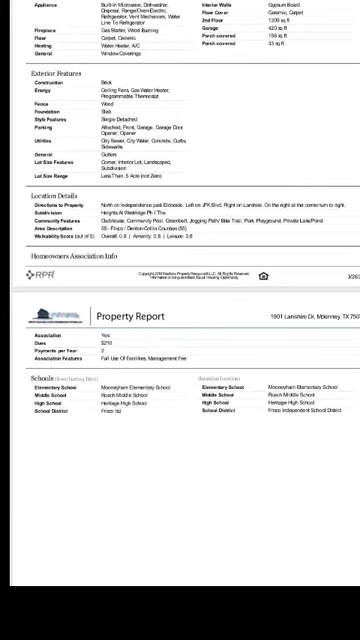 Appliance Built-in Microwave, Dishwasher,
Disposal, Range/Oven-Electric,
Refrigerator, Vent Mechanism, Water
Line To Refrigerator
Fireplace Gas Starter, Wood Burning
Floor Carpet, Ceramic
Heating Water Heater, A/C
General Window Coverings
Interior Walls Gypsum Board
Floor Cover Ceramic, Carpet
2nd Floor 1309 sq ft
Garage 420 sq ft
Porch covered 156 sq ft
Porch covered 33 sq ft
Exterior Features
Construction Brick
Energy Ceiling Fans, Gas Water Heater,
Programmable Thermostat
Fence Wood
Foundation Slab
Style Features Single Detached
Parking Attached, Front, Garage, Garage Door
Opener, Opener
Utilities City Sewer, City Water, Concrete, Curbs,
Sidewalks
General Gutters
Lot Size Features Corner, Interior Lot, Landscaped,
Subdivision
Lot Size Range Less Than .5 Acre (not Zero)
Location Details
Directions to Property North on Independence past Eldorado. Left on JFK Blvd. Right on Lanshire. On the right at the corner turn to right.
Subdivision Heights At Westridge Ph I The
Community Features Clubhouse, Community Pool, Greenbelt, Jogging Path/ Bike Trail, Park, Playground, Private Lake/Pond
Area Description 55 - Frisco / Denton-Collin Counties (55)
Walkability Score (out of 5) Overall: 0.8 | Amenity: 0.8 | Leisure: 0.8
Homeowners Association Info
RPR
Property Report 1901 Lanshire Dr, Mckinney, TX
Association Yes
Dues $210
Payments per Year 2
Association Features Full Use Of Facilities, Management Fee
Schools (from Listing Data)
Elementary School Mooneyham Elementary School
Middle School Roach Middle School
High School Heritage High School
School District Frisco Isd
Elementary School Mooneyham Elementary School
Middle School Roach Middle School
High School Heritage High School
School District Frisco Independent School District